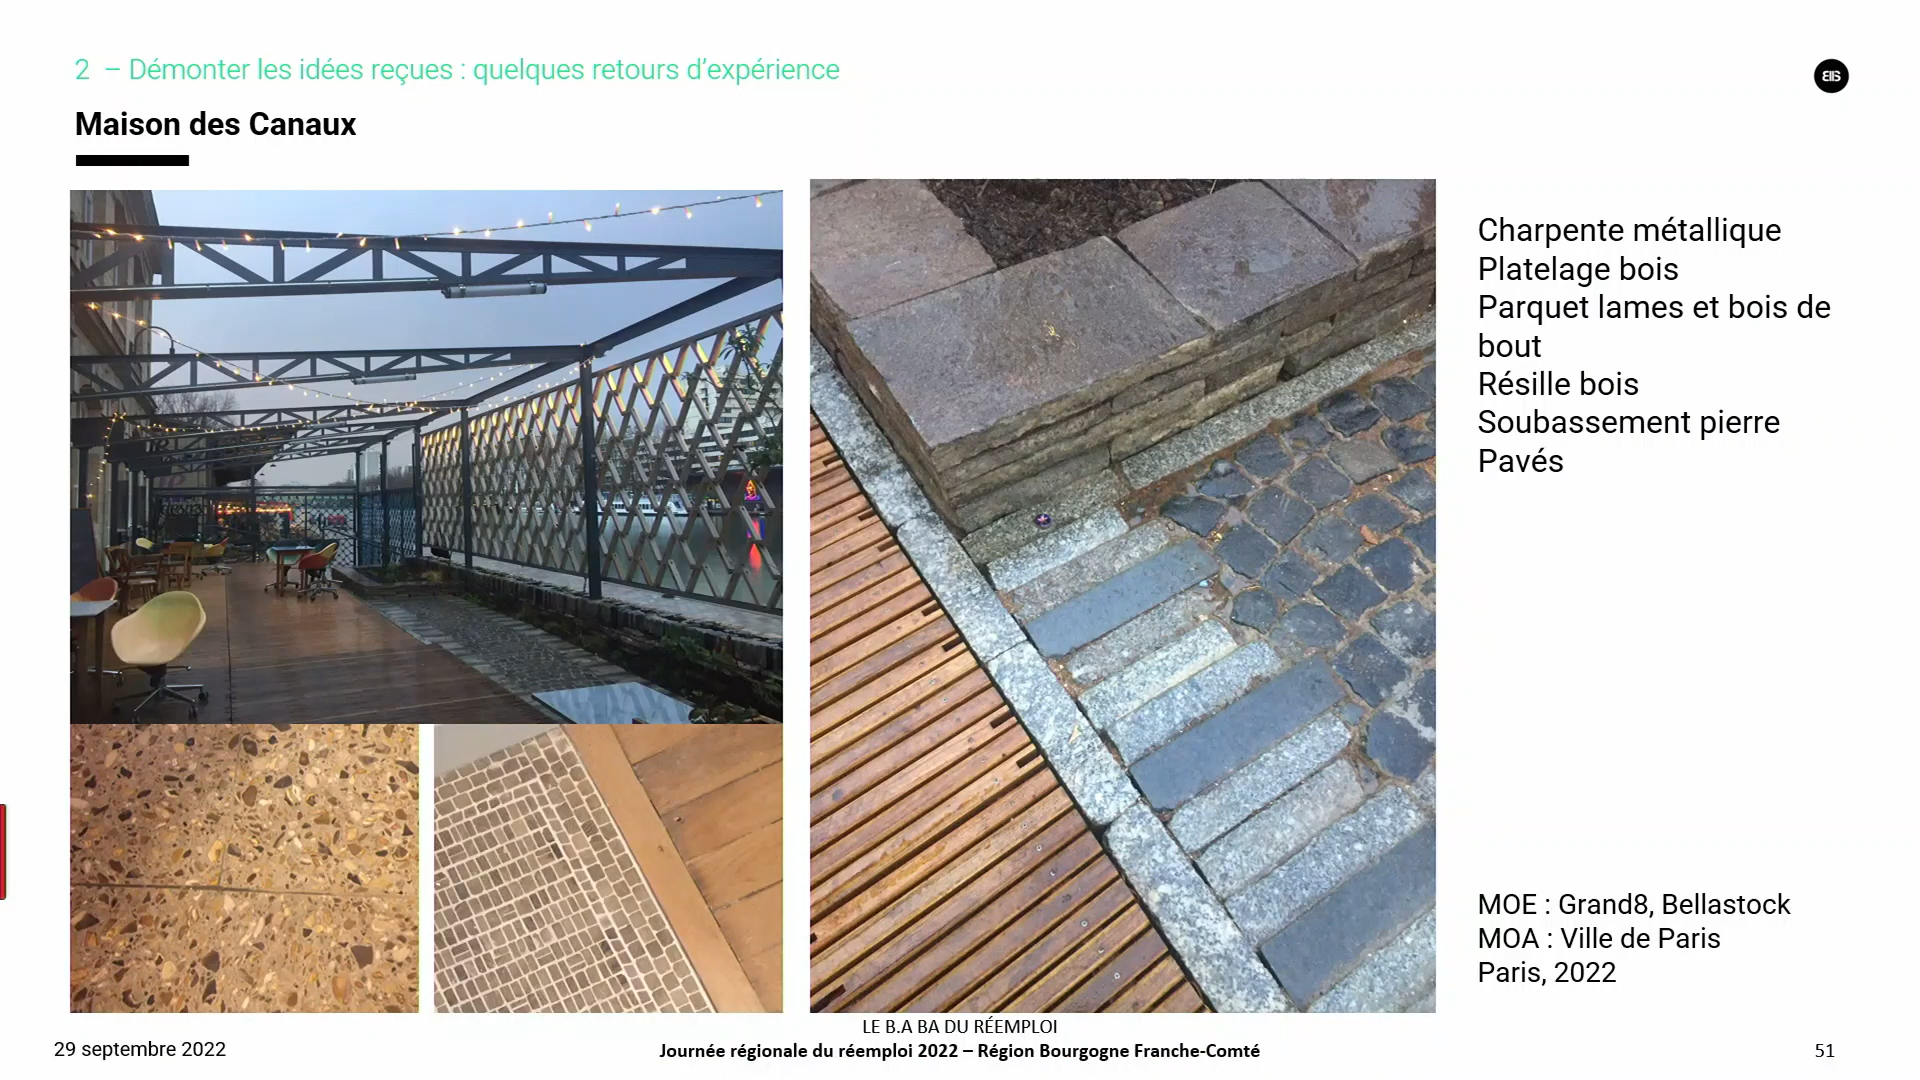 2 – Démonter les idées reçues : quelques retours d’expérience
Maison des Canaux
Charpente métallique
Platelage bois
Parquet lames et bois de
bout
Résille bois
Soubassement pierre
Pavés
MOE : Grand8, Bellastock
MOA : Ville de Paris
Paris, 2022
LE B.A BA DU RÉEMPLOI
29 septembre 2022
Journée régionale du réemploi 2022 – Région Bourgogne Franche-Comté
51